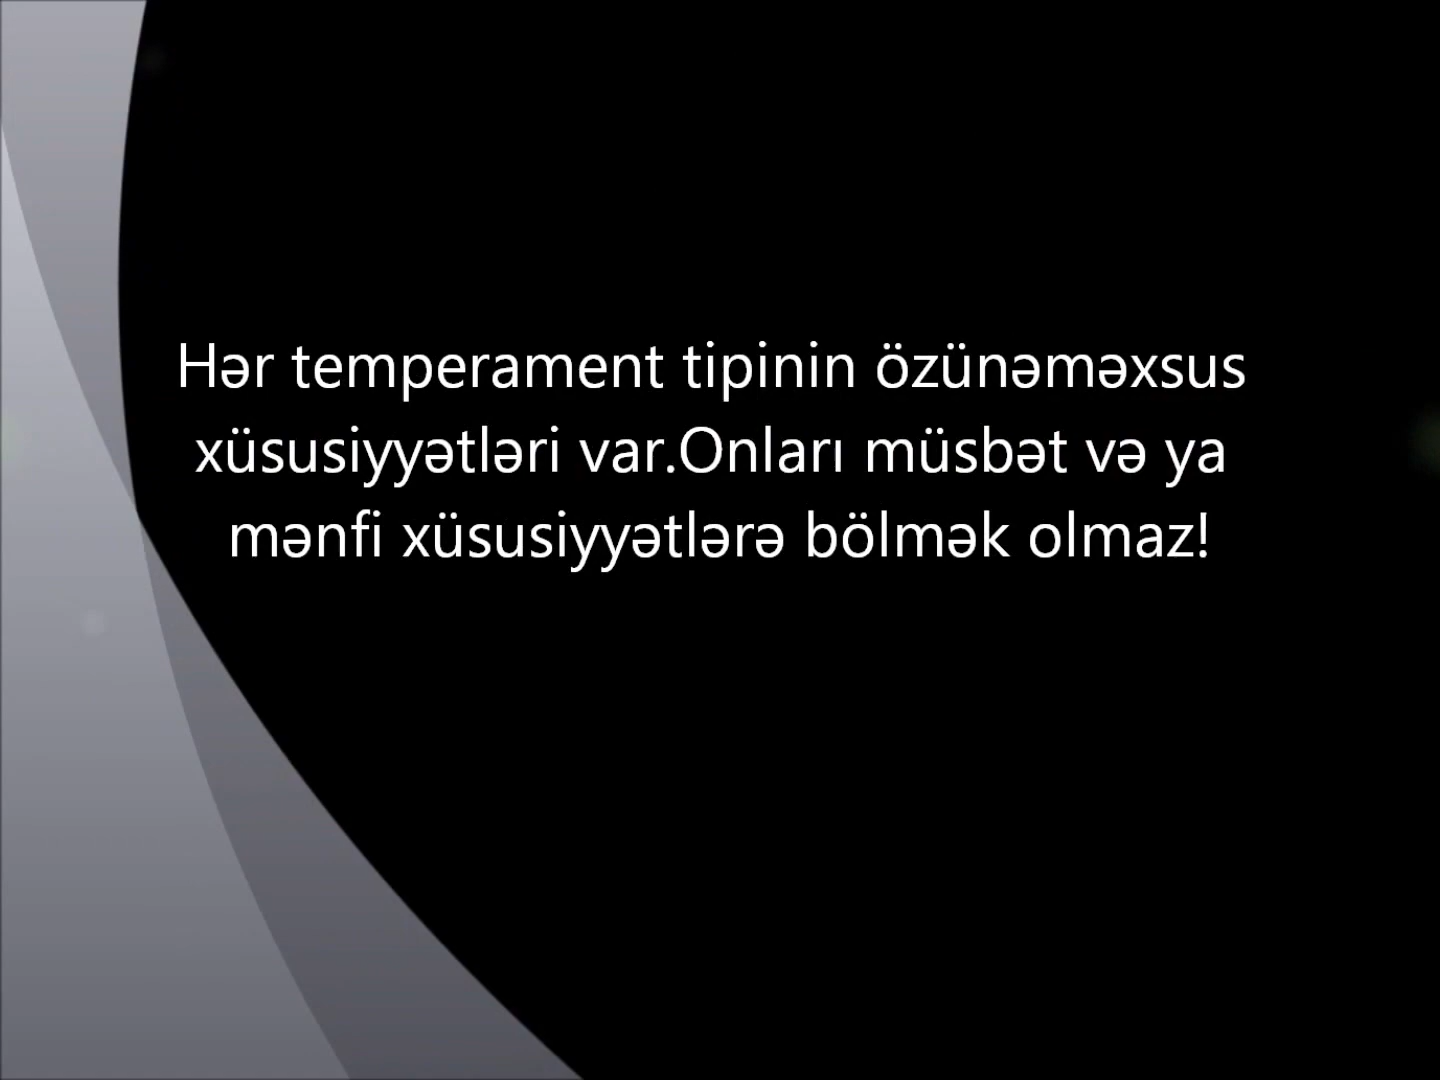 Hər temperament tipinin özünəməxsus
xüsusiyyətləri var.Onları müsbət və ya
mənfi xüsusiyyətlərə bölmək olmaz!